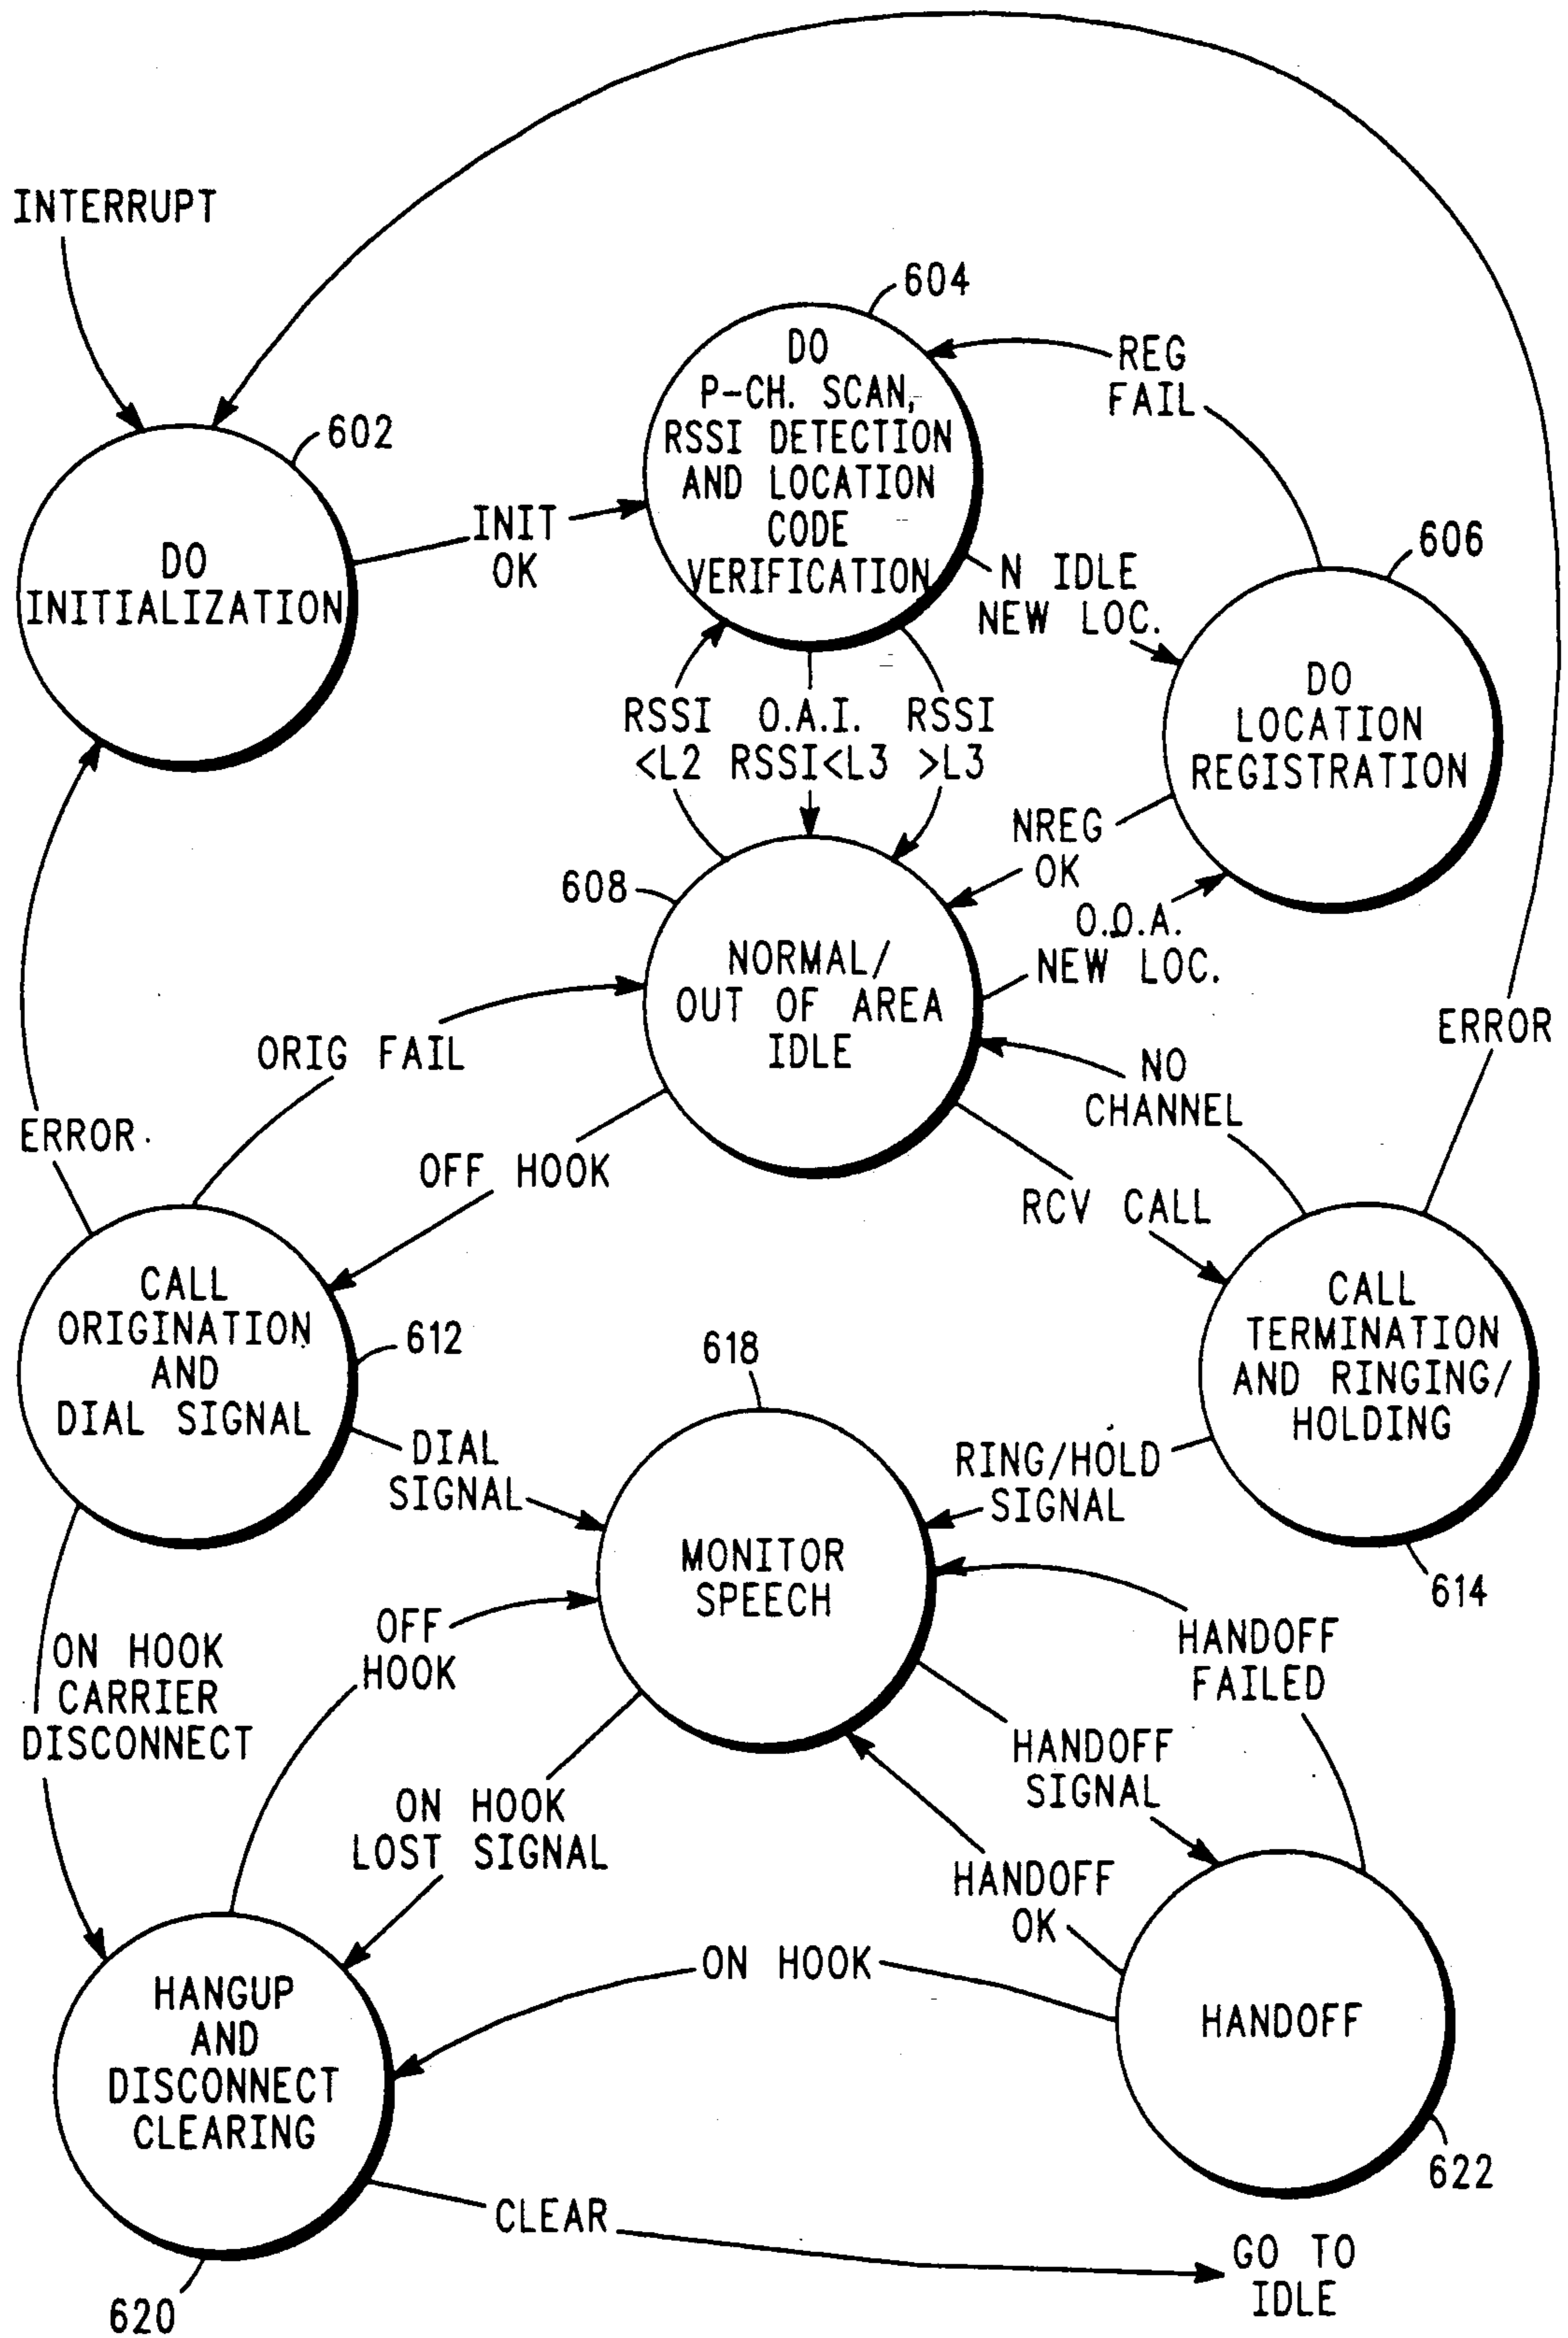 INTERRUPT
604
DO
P-CH. SCAN,
RSSI DETECTION
AND LOCATION
CODE
VERIFICATION
REG
FAIL
602
DO
INITIALIZATION
INIT
OK
606
N IDLE
NEW LOC.
DO
LOCATION
REGISTRATION
RSSI
<L2
O.A.I.
RSSI<L3
RSSI
>L3
NREG
OK
O.O.A.
NEW LOC.
608
NORMAL/
OUT OF AREA
IDLE
ORIG FAIL
ERROR
NO
CHANNEL
ERROR
OFF HOOK
RCV CALL
CALL
ORIGINATION
AND
DIAL SIGNAL
612
618
CALL
TERMINATION
AND RINGING/
HOLDING
614
DIAL
SIGNAL
RING/HOLD
SIGNAL
MONITOR
SPEECH
ON HOOK
CARRIER
DISCONNECT
OFF
HOOK
HANDOFF
FAILED
HANDOFF
SIGNAL
ON HOOK
LOST SIGNAL
HANDOFF
OK
ON HOOK
HANGUP
AND
DISCONNECT
CLEARING
HANDOFF
622
CLEAR
GO TO
IDLE
620